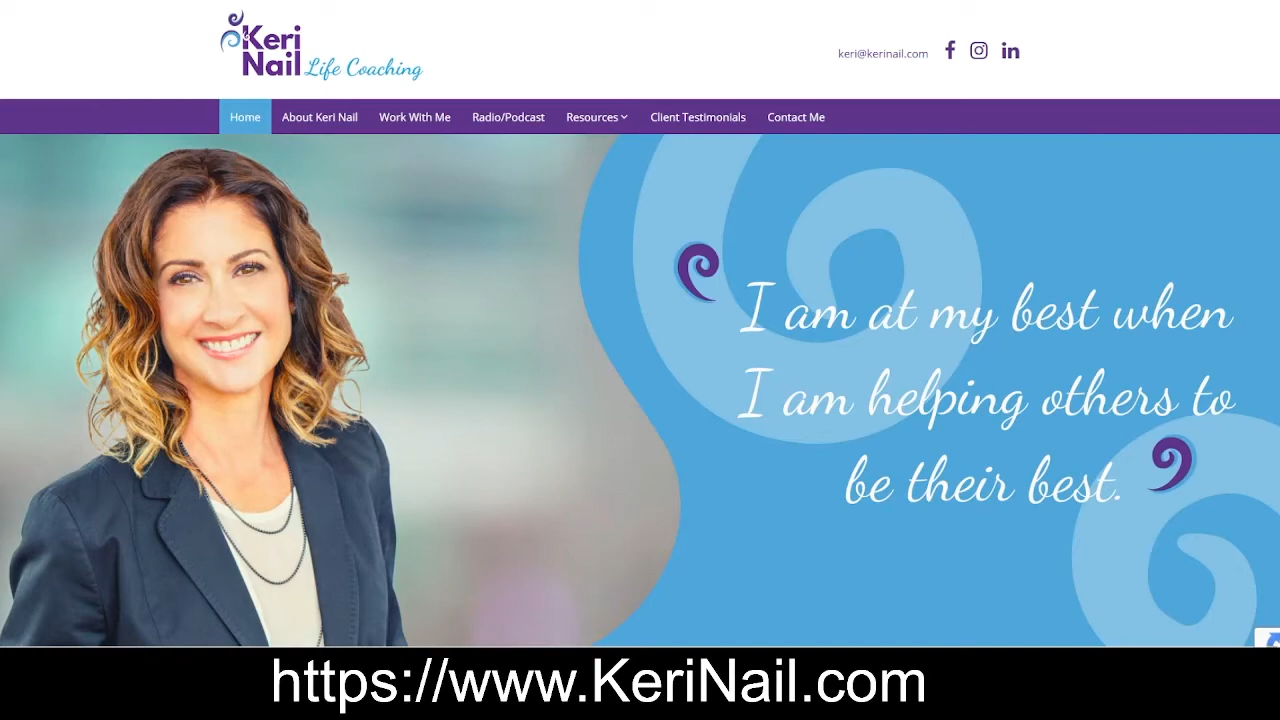 Keri
Nail Life Coaching
keri@kerinail.com
Home About Keri Nail Work With Me Radio/Podcast Resources Client Testimonials Contact Me
I am at my best when
I am helping others to
be their best.
https://www.KeriNail.com